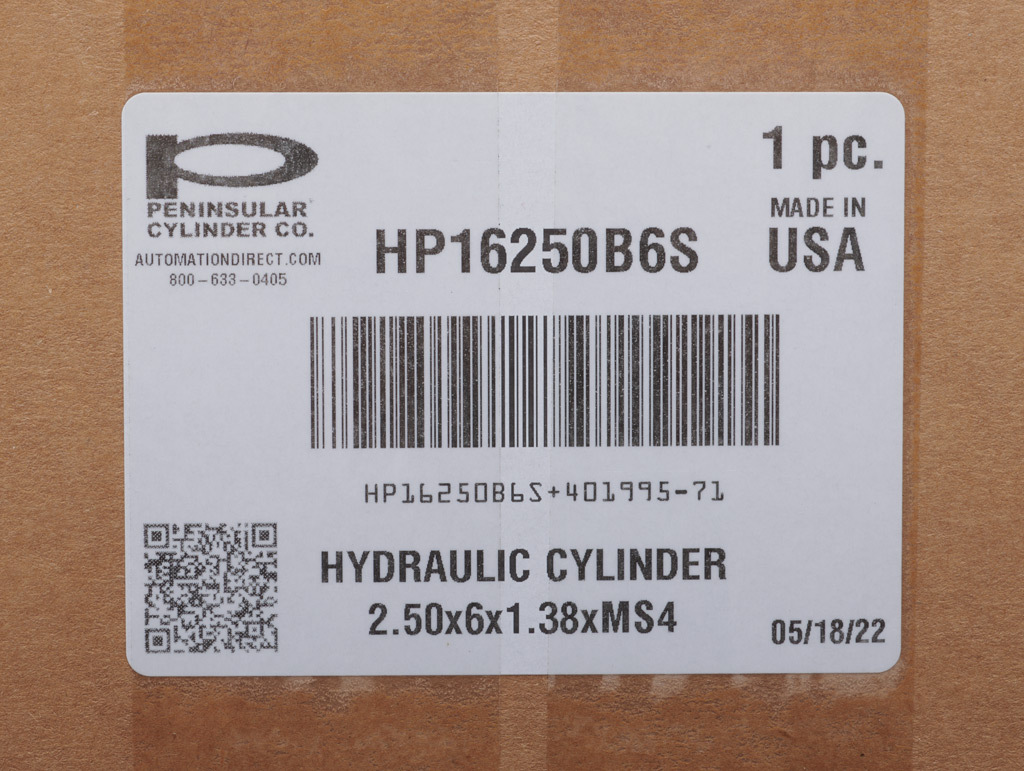 PENINSULAR
CYLINDER CO.
AUTOMATIONDIRECT.COM
800-633-0405
HP16250B6S
1 pc.
MADE IN
USA
HP16250B6S+401995-71
HYDRAULIC CYLINDER
2.50x6x1.38xMS4
05/18/22